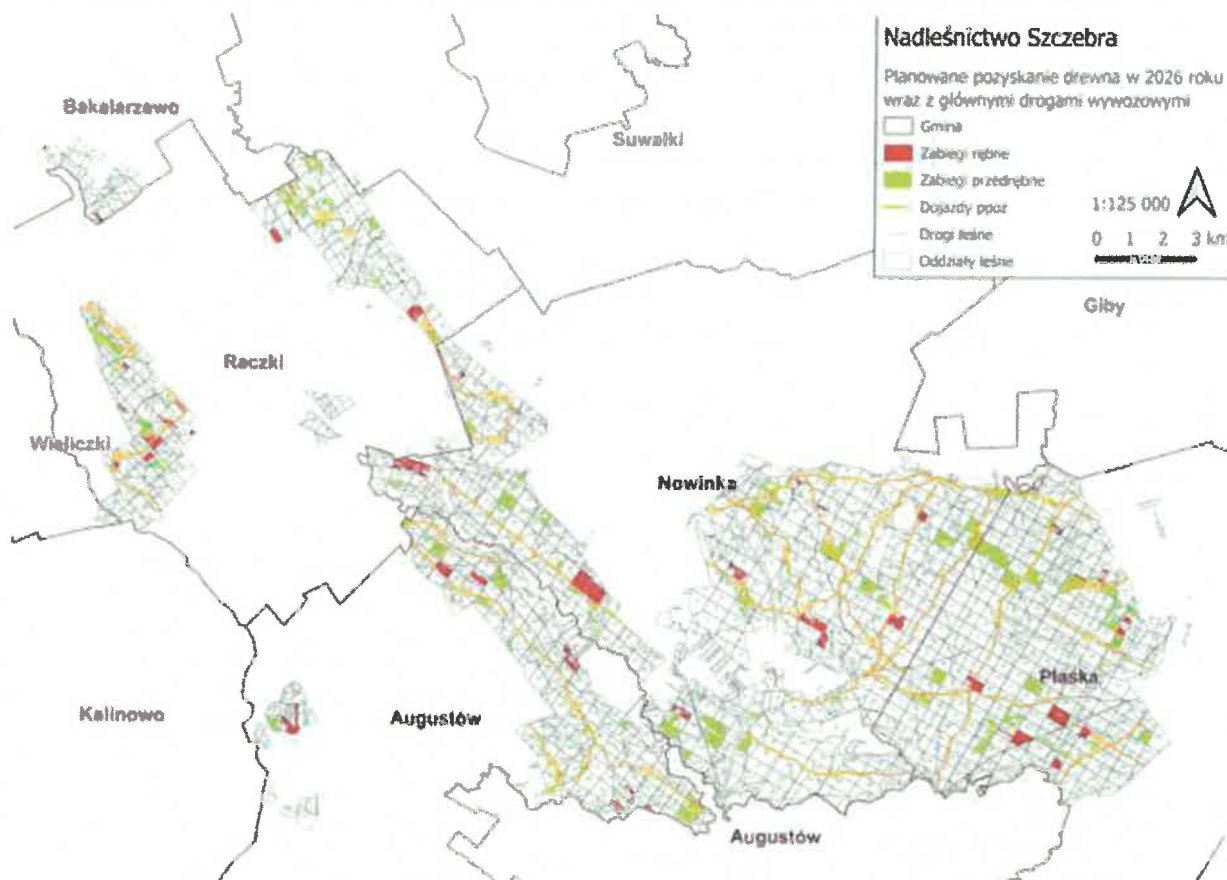 Nadleśnictwo Szczebra
Planowane pozyskanie drewna w 2026 roku
wraz z głównymi drogami wywozowymi
Gmina
Zabiegi rębne
Zabiegi przedrębne
Dojazdy ppoż
Drogi leśne
Oddziały leśne
1:125 000
0 1 2 3 km
Bakałarzewo
Suwałki
Giby
Raczki
Wieliczki
Nowinka
Płaska
Kalinowo
Augustów
Augustów